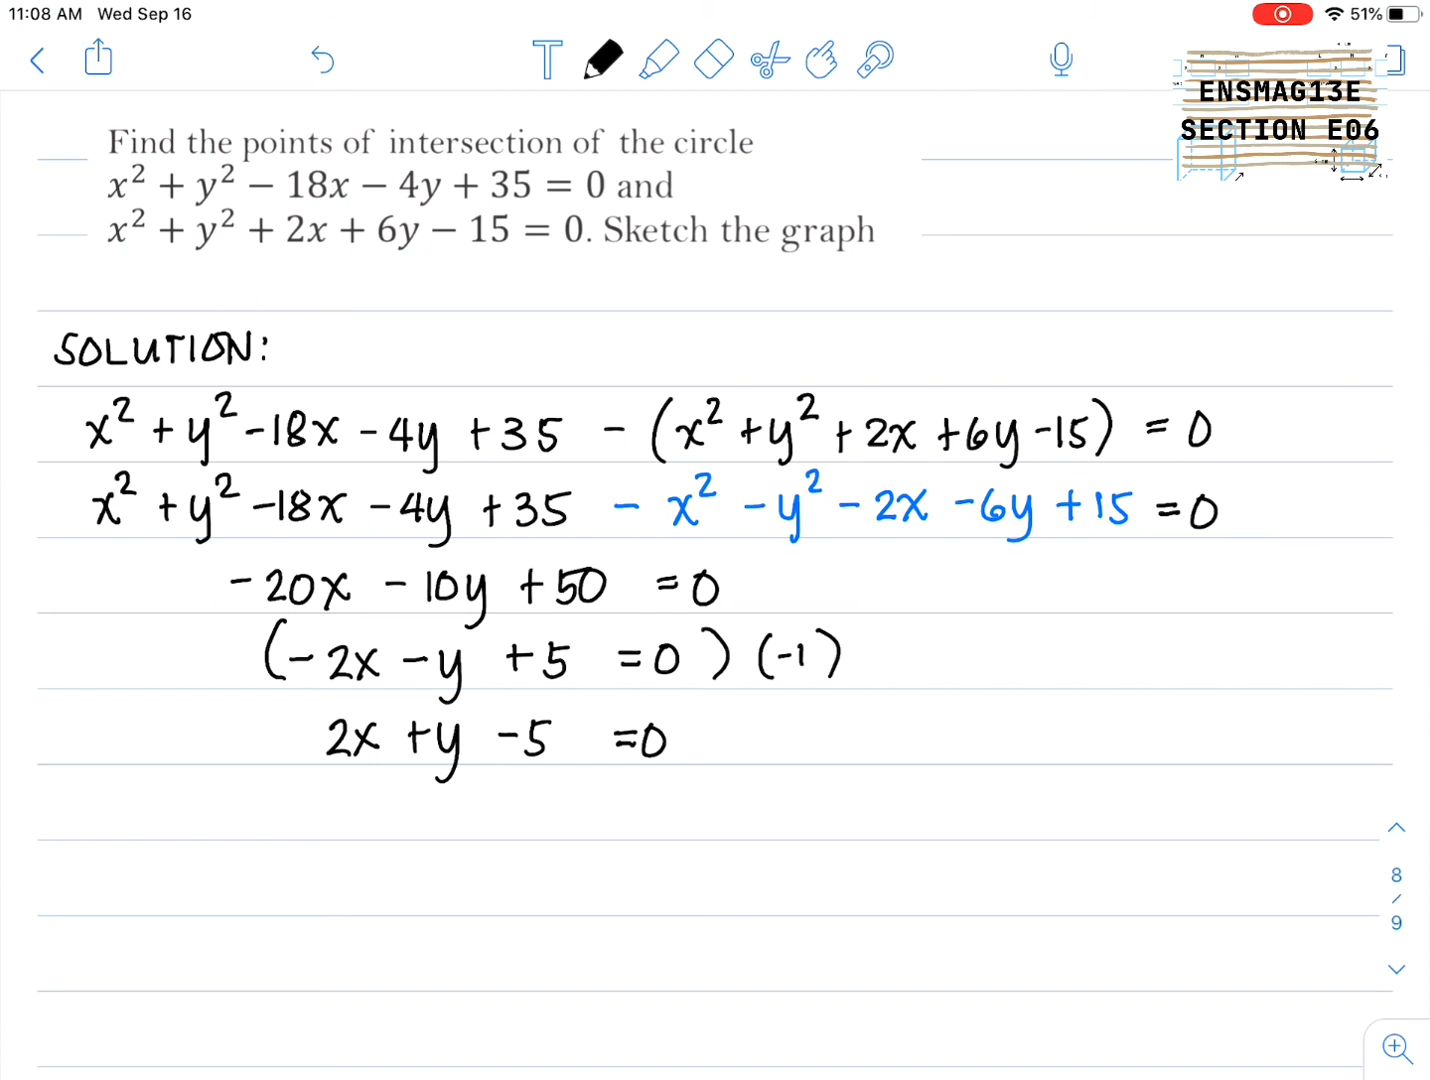 11:08 AM Wed Sep 16 51%
T
ENSMAG13E
SECTION E06
Find the points of intersection of the circle
x² + y² − 18x − 4y + 35 = 0 and
x² + y² + 2x + 6y − 15 = 0. Sketch the graph
SOLUTION:
x² + y² -18x - 4y + 35 - (x² + y² + 2x + 6y - 15) = 0
x² + y² -18x - 4y + 35 - x² - y² - 2x - 6y + 15 = 0
-20x - 10y + 50 = 0
(-2x - y + 5 = 0) (-1)
2x + y - 5 = 0
8
/
9